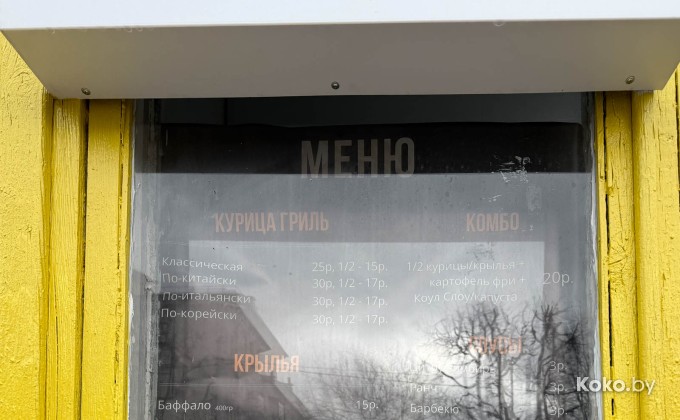 МЕНЮ
КУРИЦА ГРИЛЬ
Классическая 25р, 1/2 - 15р.
По-китайски 30р, 1/2 - 17р.
По-итальянски 30р, 1/2 - 17р.
По-корейски 30р, 1/2 - 17р.
КОМБО
1/2 курицы/крылья +
картофель фри +
Коул Слоу/капуста
20р.
КРЫЛЬЯ
Баффало 400гр 15р.
3р.
3р.
Барбекю 3р.
Koko.by